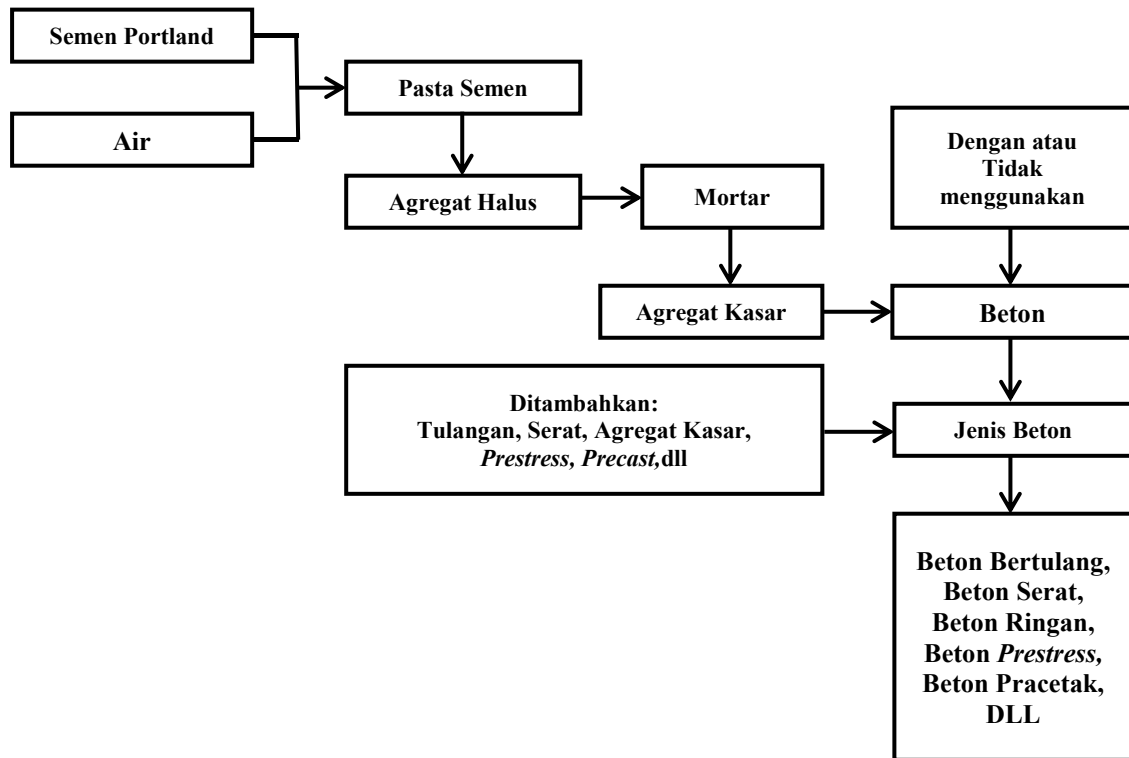 Semen Portland
Pasta Semen
Air
Dengan atau
Tidak
menggunakan
Agregat Halus
Mortar
Agregat Kasar
Beton
Ditambahkan:
Tulangan, Serat, Agregat Kasar,
Prestress, Precast,dll
Jenis Beton
Beton Bertulang,
Beton Serat,
Beton Ringan,
Beton Prestress,
Beton Pracetak,
DLL